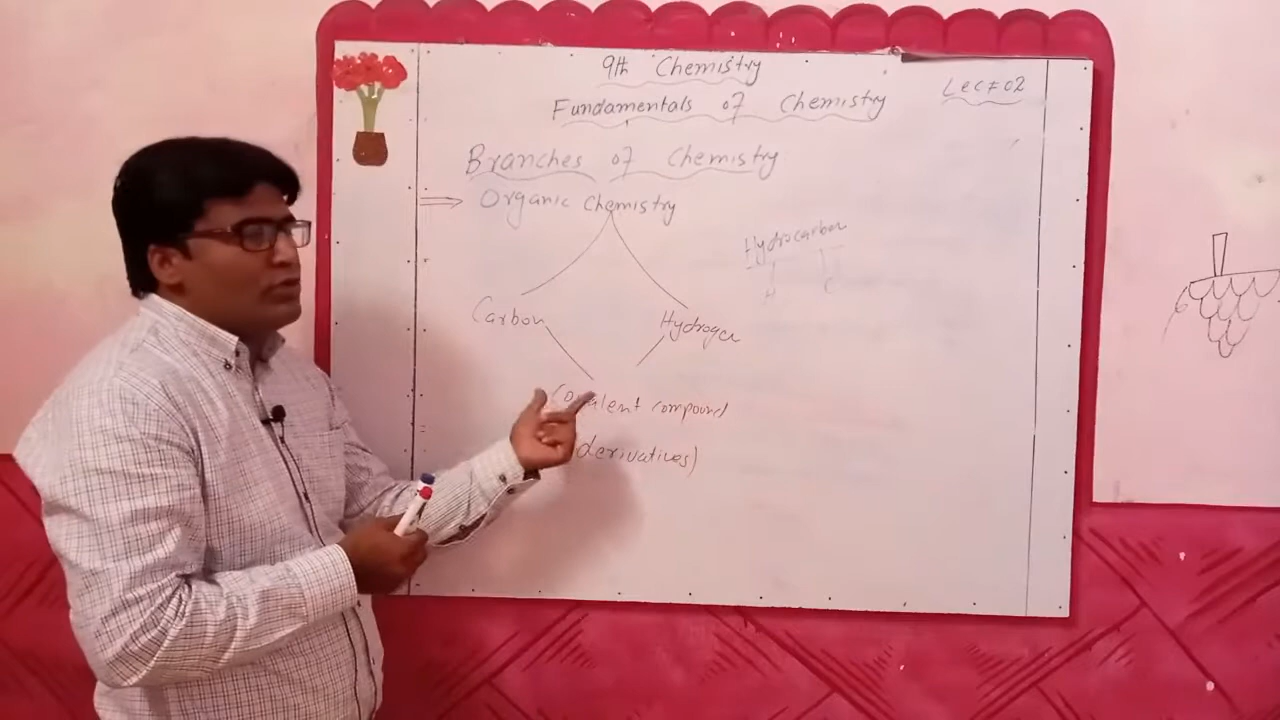 9th Chemistry
Lec # 02
Fundamentals of Chemistry
Branches of Chemistry
⇒ Organic Chemistry
Hydrocarbon
H C
Carbon Hydrogen
Covalent compound
derivatives)